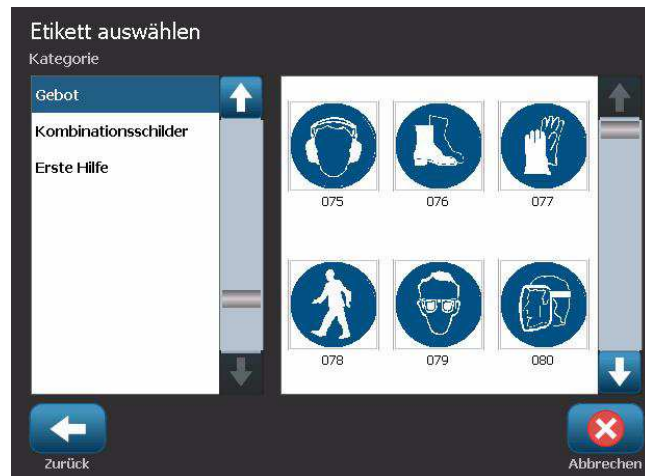 Etikett auswählen
Kategorie
Gebot
Kombinationsschilder
Erste Hilfe
075 076 077
078 079 080
Zurück
Abbrechen